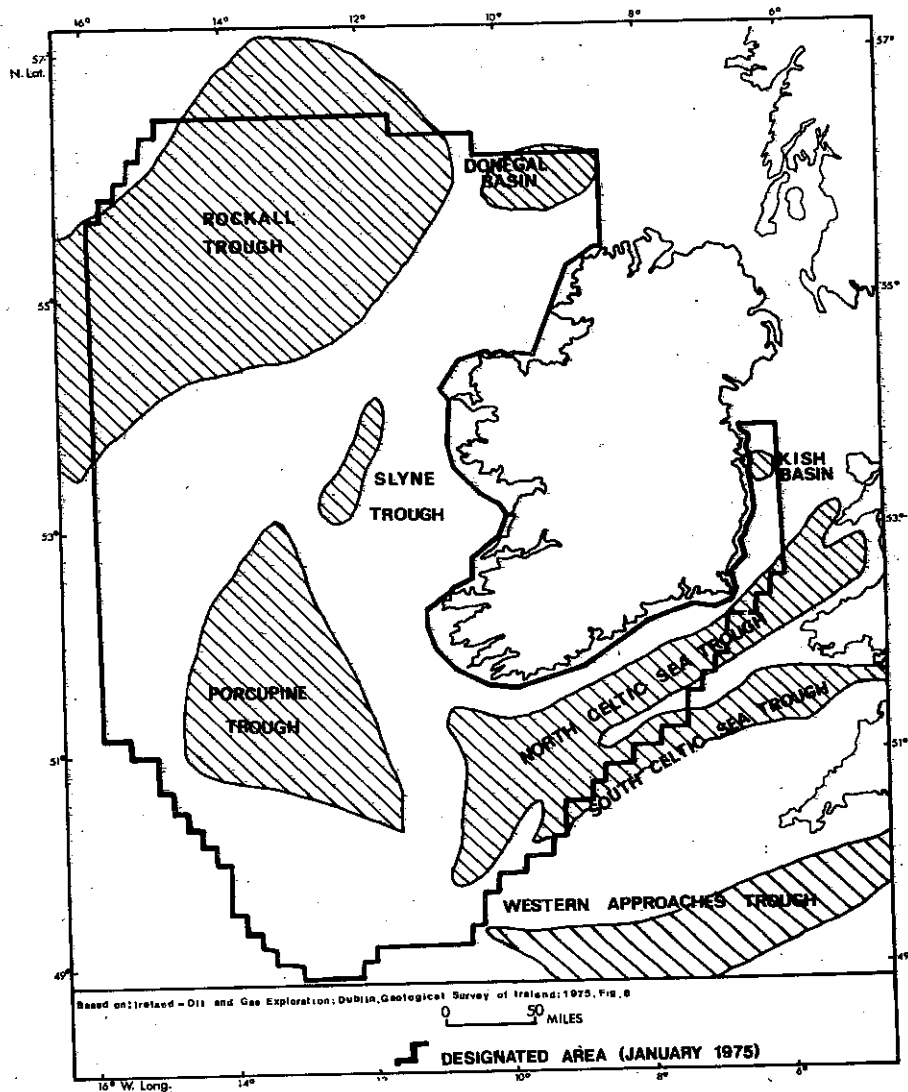 16°
14°
12°
10°
8°
6°
57°
57°
N. Lat.
DONEGAL
BASIN
ROCKALL
TROUGH
55°
55°
SLYNE
TROUGH
KISH
BASIN
53°
53°
NORTH CELTIC SEA TROUGH
PORCUPINE
TROUGH
SOUTH CELTIC SEA TROUGH
51°
51°
WESTERN APPROACHES TROUGH
49°
49°
Based on: Ireland - Oil and Gas Exploration; Dublin, Geological Survey of Ireland: 1975, Fig. 8
0 50
MILES
DESIGNATED AREA (JANUARY 1975)
16° W. Long.
14
12°
10°
8°
6°